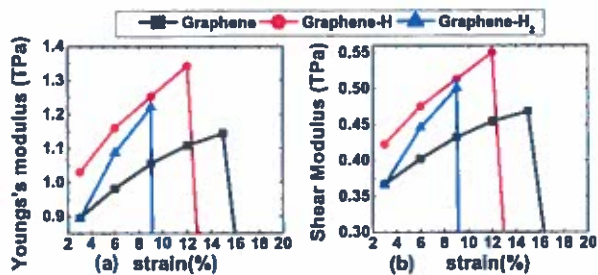 Graphene Graphene-H Graphene-H2
Youngs's modulus (TPa)
1.4
1.3
1.2
1.1
1.0
0.9
2 4 6 8 10 12 14 16 18 20
(a) strain(%)
Shear Modulus (TPa)
0.55
0.50
0.45
0.40
0.35
0.30
2 4 6 8 10 12 14 16 18 20
(b) strain(%)